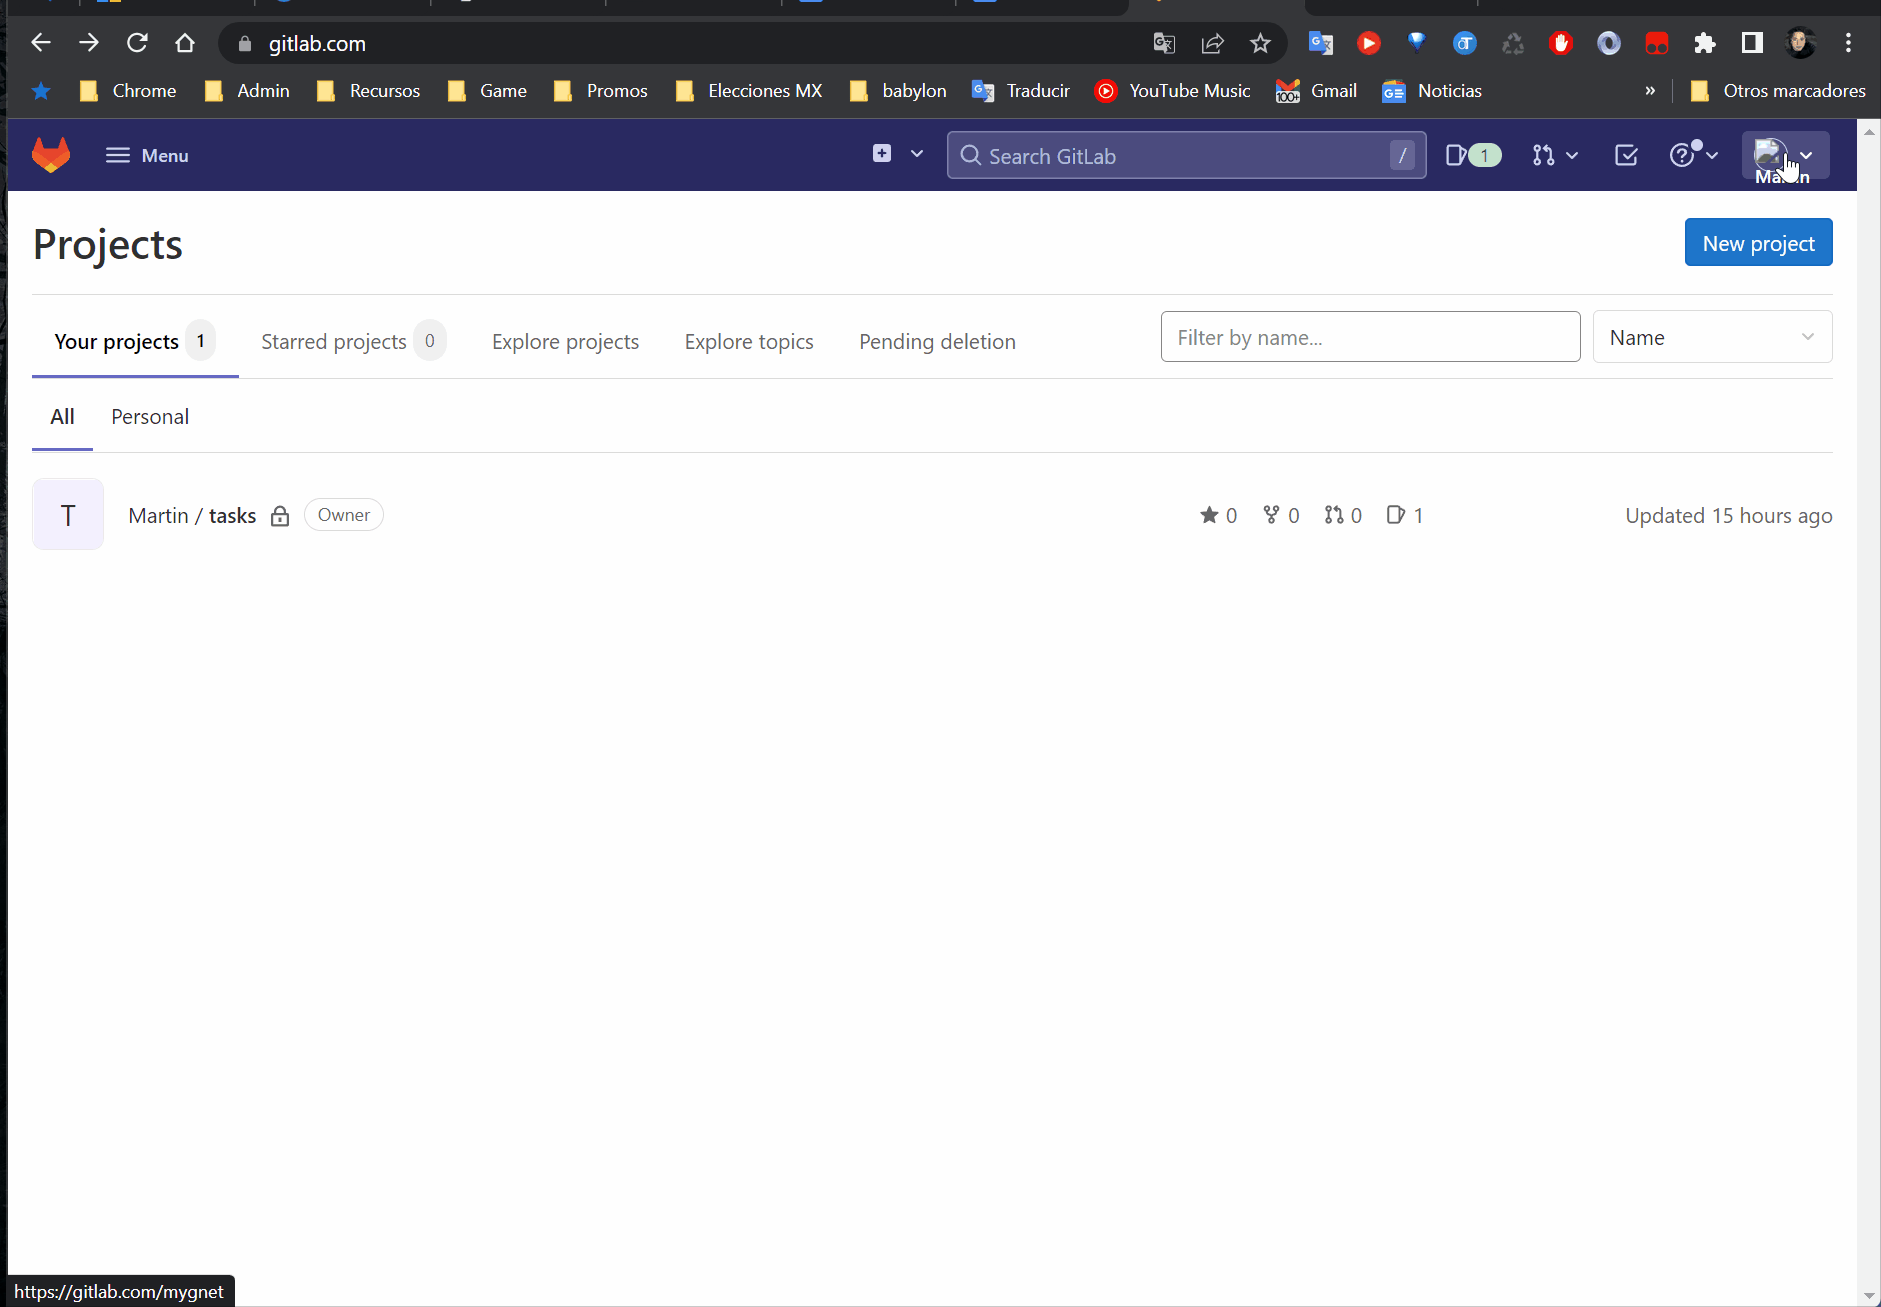 gitlab.com
Chrome Admin Recursos Game Promos Elecciones MX babylon Traducir YouTube Music 100+ Gmail Noticias » Otros marcadores
Menu Search GitLab / 1
Martin
Projects New project
Your projects 1 Starred projects 0 Explore projects Explore topics Pending deletion Filter by name... Name
All Personal
T Martin / tasks Owner 0 0 0 1 Updated 15 hours ago
https://gitlab.com/mygnet